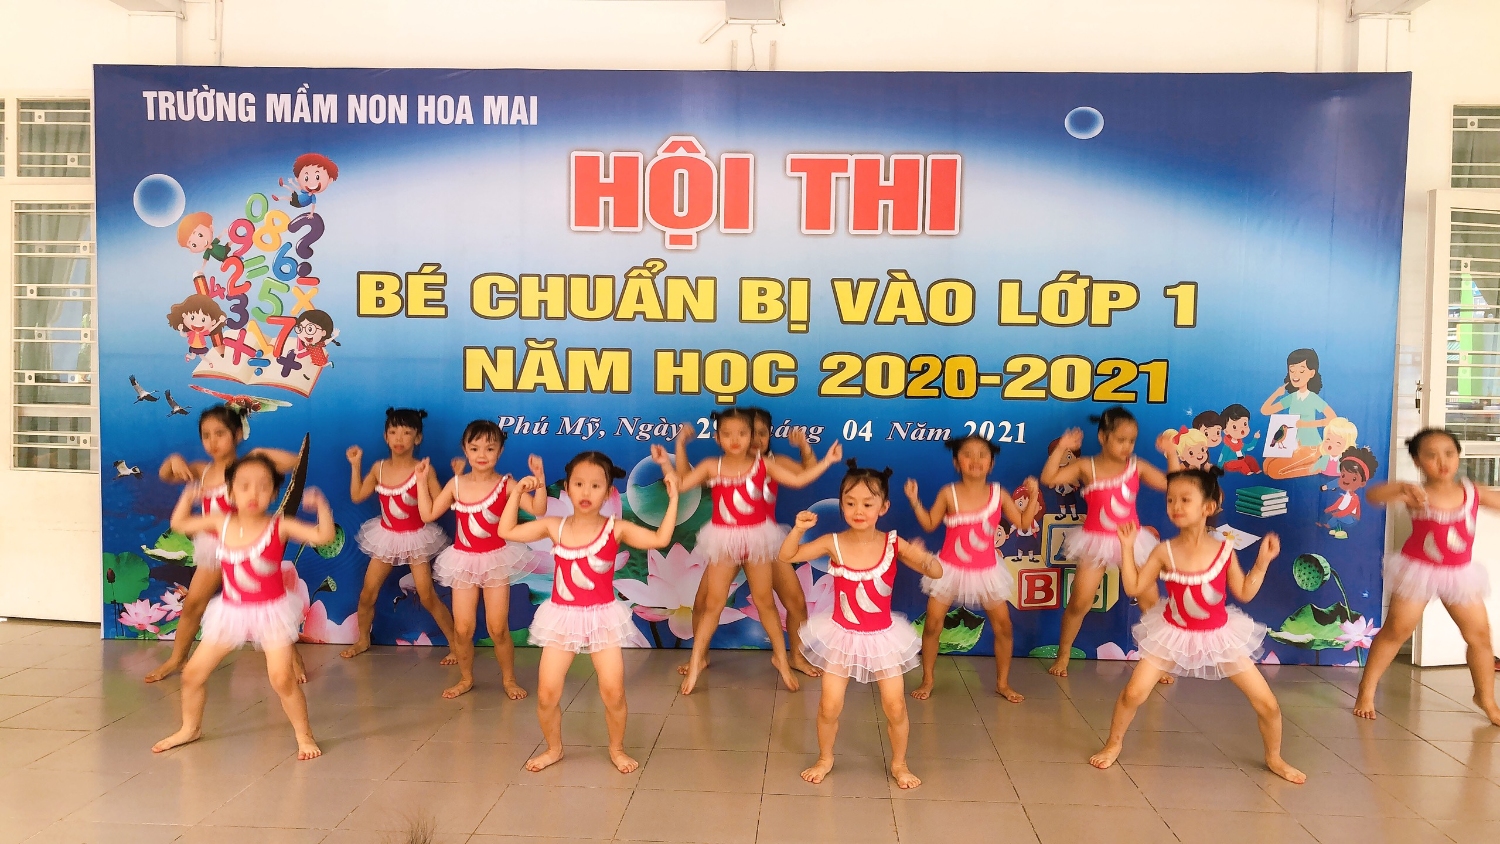 TRƯỜNG MẦM NON HOA MAI
HỘI THI
BÉ CHUẨN BỊ VÀO LỚP 1
NĂM HỌC 2020-2021
Phú Mỹ, Ngày 04 Năm 2021